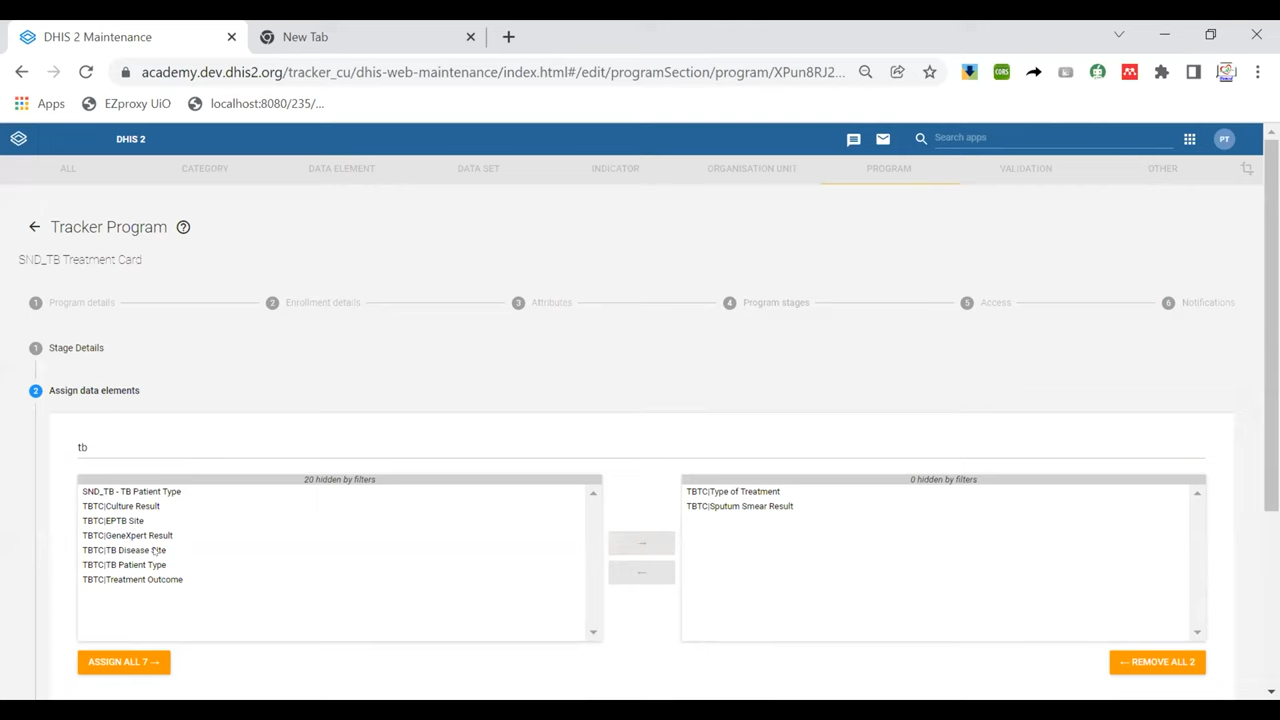 DHIS 2 Maintenance
New Tab
academy.dev.dhis2.org/tracker_cu/dhis-web-maintenance/index.html#/edit/programSection/program/XPun8RJ2...
Apps EZproxy UiO localhost:8080/235/...
DHIS 2 Search apps PT
ALL CATEGORY DATA ELEMENT DATA SET INDICATOR ORGANISATION UNIT PROGRAM VALIDATION OTHER
Tracker Program
SND_TB Treatment Card
1 Program details 2 Enrollment details 3 Attributes 4 Program stages 5 Access 6 Notifications
1 Stage Details
2 Assign data elements
tb
20 hidden by filters
SND_TB - TB Patient Type
TBTC|Culture Result
TBTC|EPTB Site
TBTC|GeneXpert Result
TBTC|TB Disease Site
TBTC|TB Patient Type
TBTC|Treatment Outcome
0 hidden by filters
TBTC|Type of Treatment
TBTC|Sputum Smear Result
ASSIGN ALL 7 →
← REMOVE ALL 2